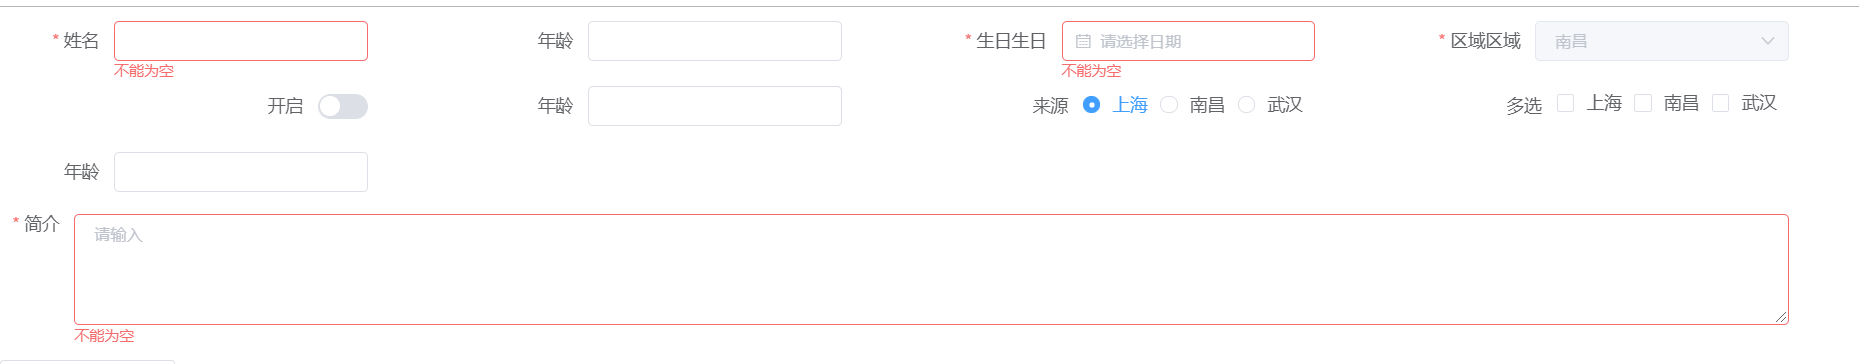 * 姓名 年龄 * 生日生日 请选择日期 * 区域区域 南昌
不能为空 不能为空
开启 年龄 来源 上海 南昌 武汉 多选 上海 南昌 武汉
年龄
* 简介 请输入
不能为空